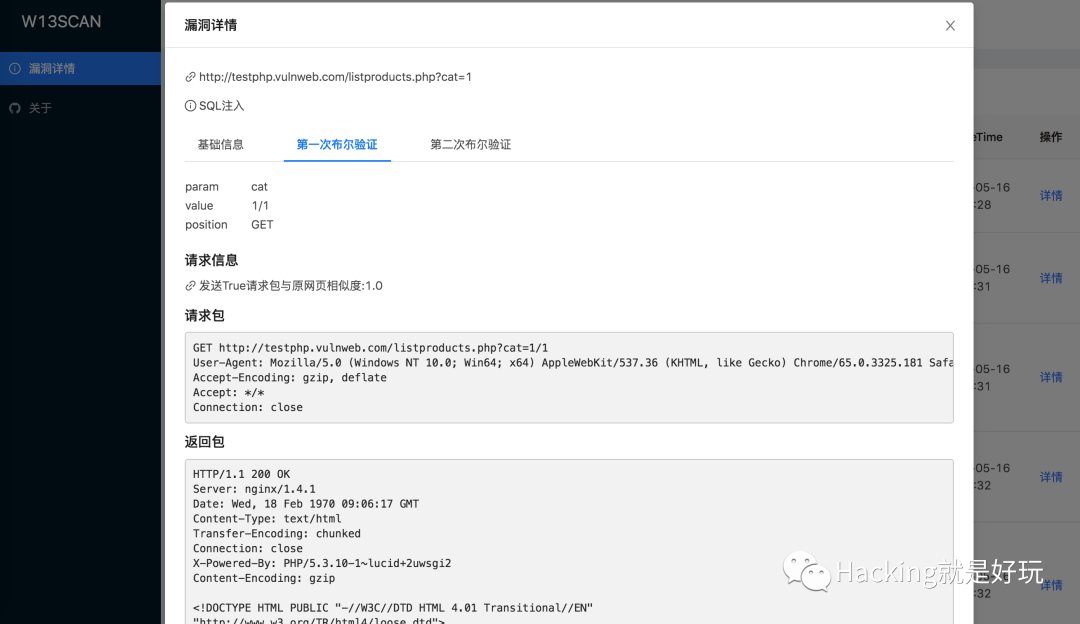 W13SCAN
漏洞详情
关于
漏洞详情
http://testphp.vulnweb.com/listproducts.php?cat=1
SQL注入
基础信息 第一次布尔验证 第二次布尔验证
param cat
value 1/1
position GET
请求信息
发送True请求包与原网页相似度:1.0
请求包
GET http://testphp.vulnweb.com/listproducts.php?cat=1/1
User-Agent: Mozilla/5.0 (Windows NT 10.0; Win64; x64) AppleWebKit/537.36 (KHTML, like Gecko) Chrome/65.0.3325.181 Safa
Accept-Encoding: gzip, deflate
Accept: */*
Connection: close
返回包
HTTP/1.1 200 OK
Server: nginx/1.4.1
Date: Wed, 18 Feb 1970 09:06:17 GMT
Content-Type: text/html
Transfer-Encoding: chunked
Connection: close
X-Powered-By: PHP/5.3.10-1~lucid+2uwsgi2
Content-Encoding: gzip
<!DOCTYPE HTML PUBLIC "-//W3C//DTD HTML 4.01 Transitional//EN"
"http://www.w3.org/TR/html4/loose.dtd">
eTime 操作
-05-16
:28
详情
-05-16
:31
详情
-05-16
:31
详情
-05-16
:32
详情
:32
详情
Hacking就是好玩